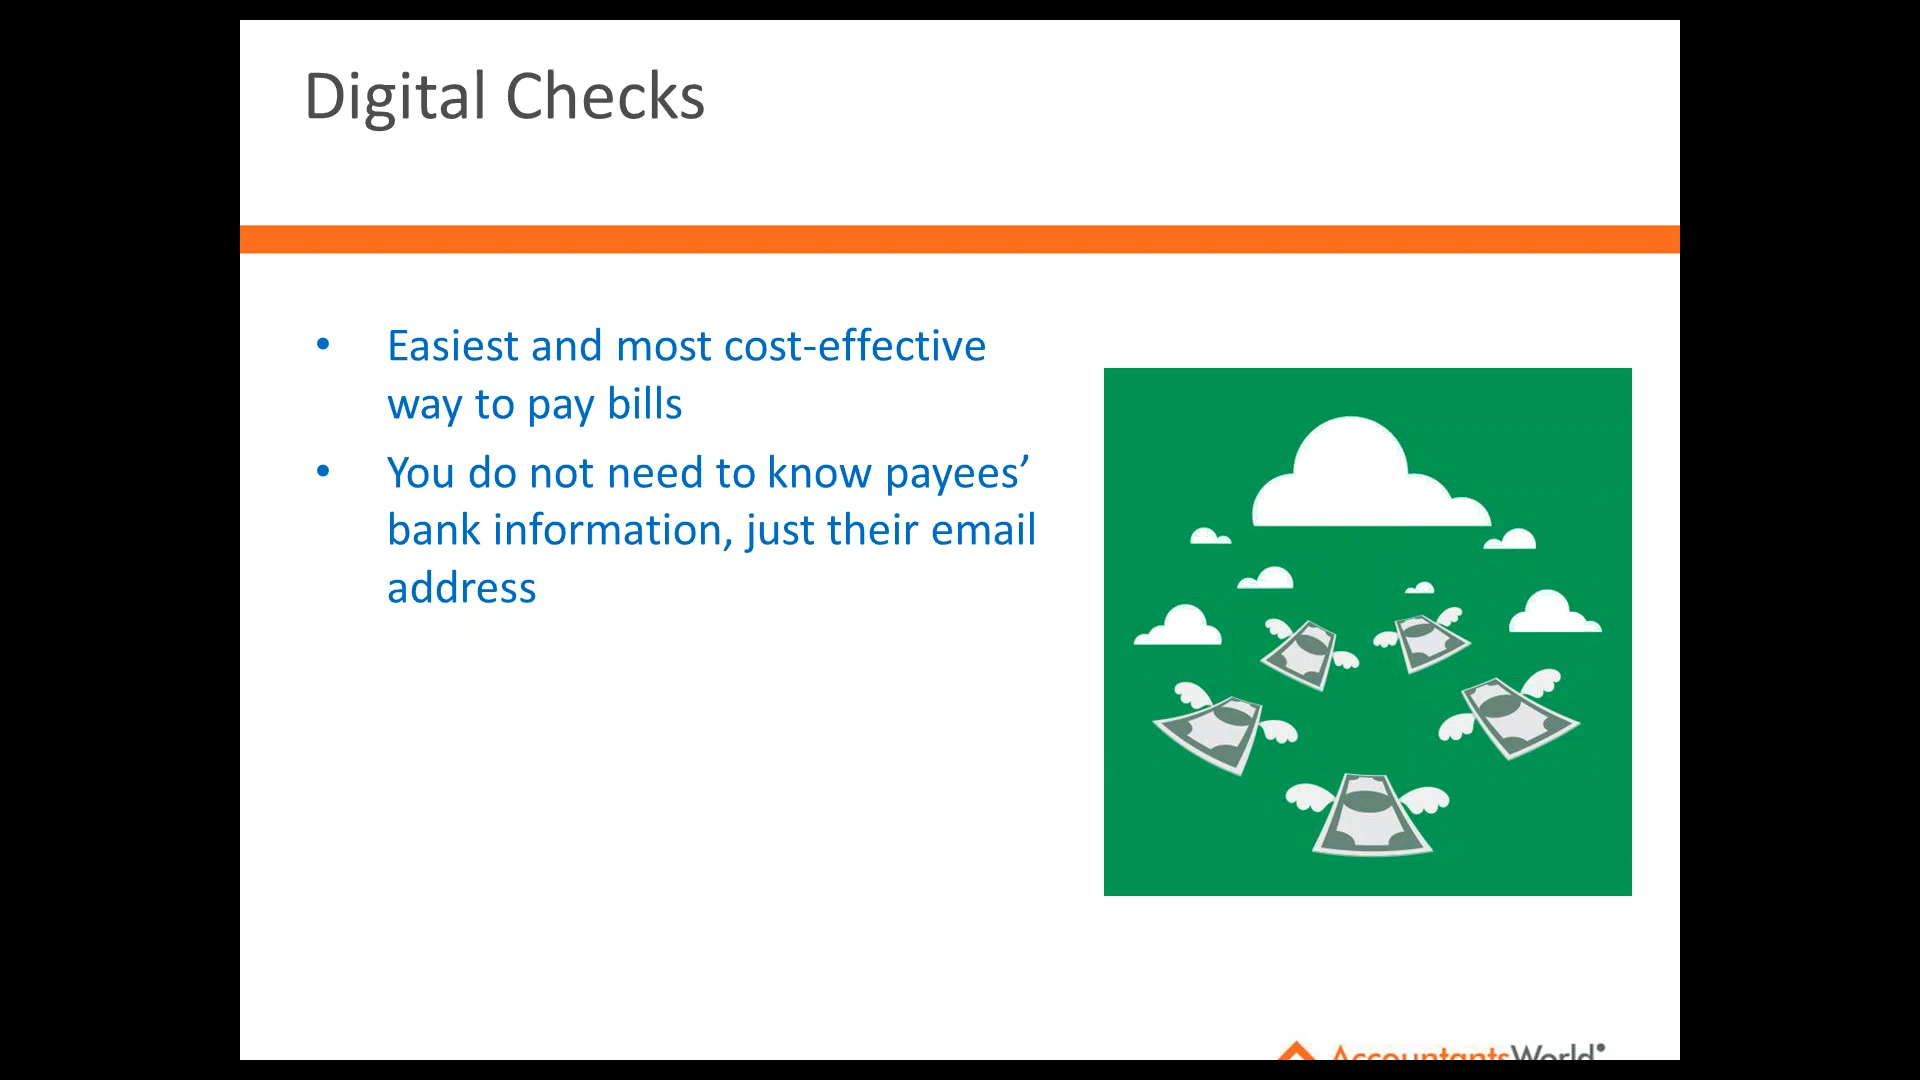 Digital Checks
• Easiest and most cost-effective
way to pay bills
• You do not need to know payees’
bank information, just their email
address
AccountantsWorld